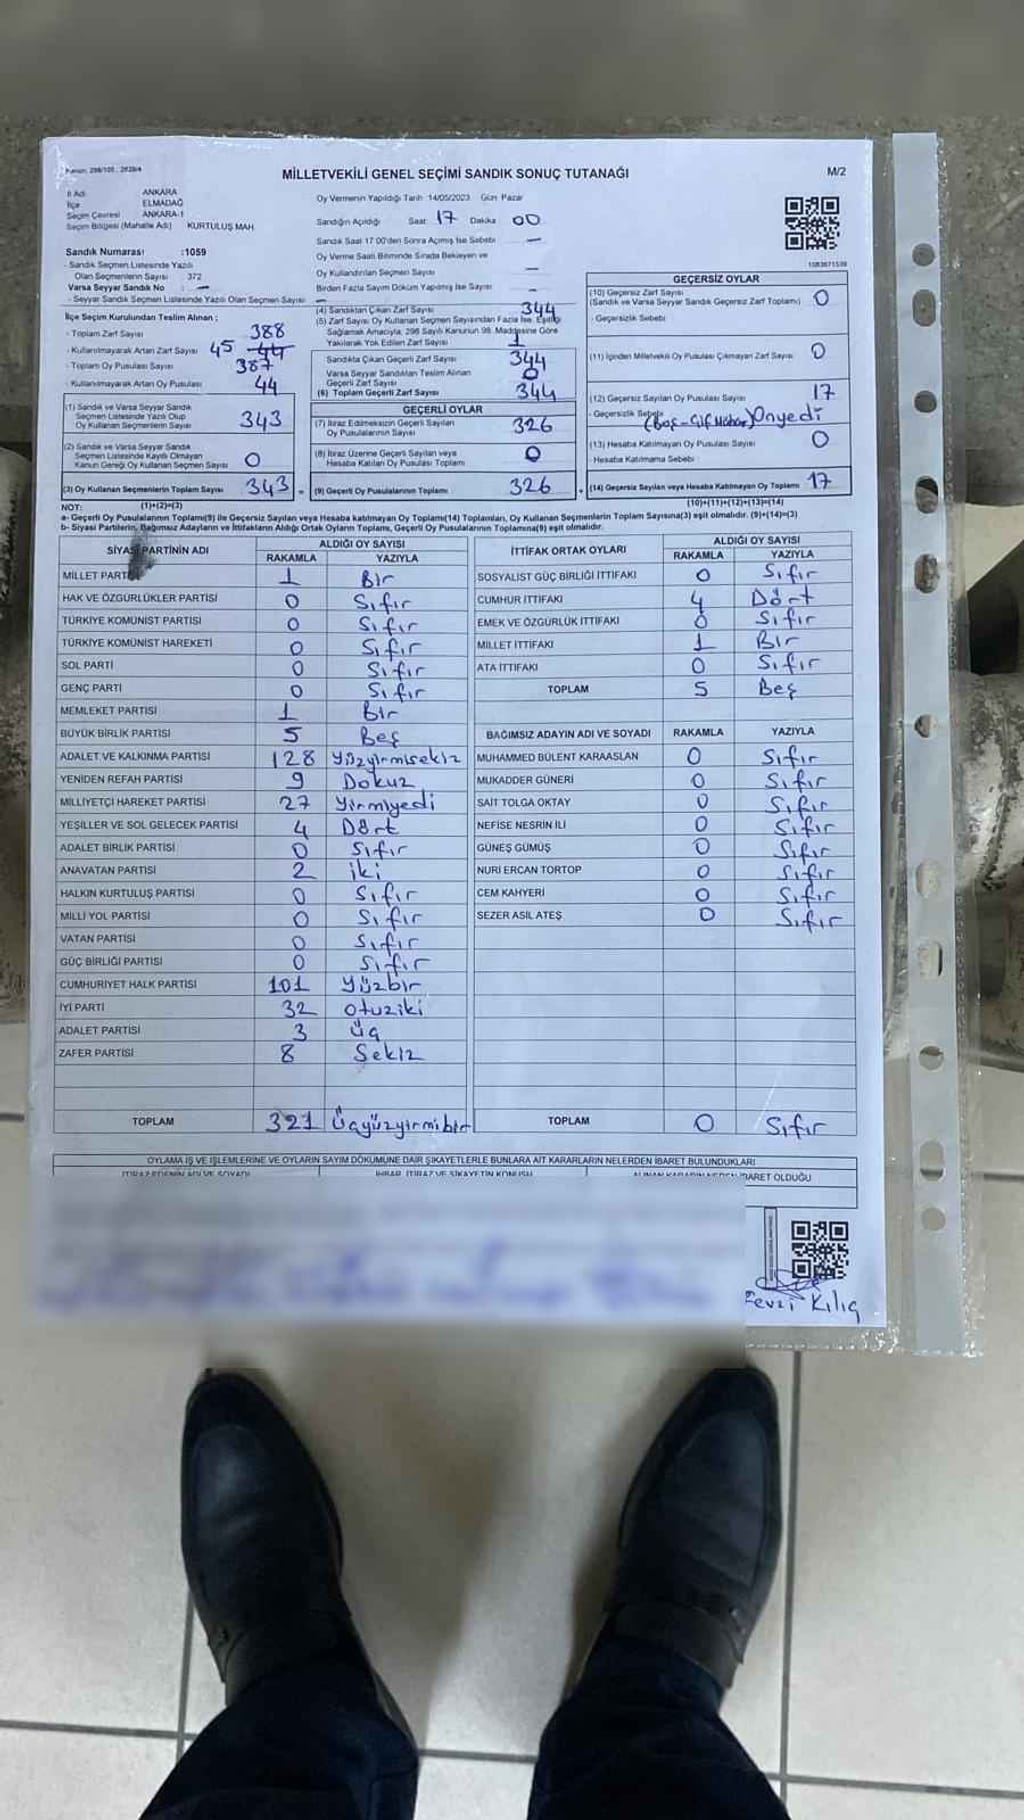 Kanun: 298/105 , 2820/4
MİLLETVEKİLİ GENEL SEÇİMİ SANDIK SONUÇ TUTANAĞI
M/2
İl Adı ANKARA
İlçe ELMADAĞ
Seçim Çevresi ANKARA-1
Seçim Bölgesi (Mahalle Adı) KURTULUŞ MAH
Sandık Numarası :1059
- Sandık Seçmen Listesinde Yazılı
Olan Seçmenlerin Sayısı 372
Varsa Seyyar Sandık No : —
- Seyyar Sandık Seçmen Listesinde Yazılı Olan Seçmen Sayısı —
Oy Vermenin Yapıldığı Tarih 14/05/2023 Gün Pazar
Sandığın Açıldığı Saat 17 Dakika 00
Sandık Saat 17:00'den Sonra Açılmış İse Sebebi —
Oy Verme Saati Bitiminde Sırada Bekleyen ve
Oy Kullandırılan Seçmen Sayısı —
Birden Fazla Sayım Döküm Yapılmış İse Sayısı —
İlçe Seçim Kurulundan Teslim Alınan ;
- Toplam Zarf Sayısı 388
- Kullanılmayarak Artan Zarf Sayısı 45 44
- Toplam Oy Pusulası Sayısı 387
- Kullanılmayarak Artan Oy Pusulası 44
(1) Sandık ve Varsa Seyyar Sandık
Seçmen Listesinde Yazılı Olup
Oy Kullanan Seçmenlerin Sayısı 343
(2) Sandık ve Varsa Seyyar Sandık
Seçmen Listesinde Kayıtlı Olmayan
Kanun Gereği Oy Kullanan Seçmen Sayısı 0
(3) Oy Kullanan Seçmenlerin Toplam Sayısı 343
(4) Sandıktan Çıkan Zarf Sayısı 344
(5) Zarf Sayısı Oy Kullanan Seçmen Sayısından Fazla İse, Eşitliği
Sağlamak Amacıyla, 298 Sayılı Kanunun 98. Maddesine Göre
Yakılarak Yok Edilen Zarf Sayısı 1
Sandıkta Çıkan Geçerli Zarf Sayısı 344
Varsa Seyyar Sandıktan Teslim Alınan
Geçerli Zarf Sayısı 0
(6) Toplam Geçerli Zarf Sayısı 344
GEÇERLİ OYLAR
(7) İtiraz Edilmeksizin Geçerli Sayılan
Oy Pusulalarının Sayısı 326
(8) İtiraz Üzerine Geçerli Sayılan veya
Hesaba Katılan Oy Pusulası Toplamı 0
= (9) Geçerli Oy Pusulalarının Toplamı 326
GEÇERSİZ OYLAR
(10) Geçersiz Zarf Sayısı 0
(Sandık ve Varsa Seyyar Sandık Geçersiz Zarf Toplamı)
- Geçersizlik Sebebi :
(11) İçinden Milletvekili Oy Pusulası Çıkmayan Zarf Sayısı 0
(12) Geçersiz Sayılan Oy Pusulası Sayısı 17
- Geçersizlik Sebebi Onyedi
(13) Hesaba Katılmayan Oy Pusulası Sayısı 0
- Hesaba Katılmama Sebebi :
+ (14) Geçersiz Sayılan veya Hesaba Katılmayan Oy Toplamı 17
NOT: (1)+(2)=(3) (10)+(11)+(12)+(13)=(14)
a- Geçerli Oy Pusulalarının Toplamı(9) ile Geçersiz Sayılan veya Hesaba katılmayan Oy Toplamı(14) Toplamları, Oy Kullanan Seçmenlerin Toplam Sayısına(3) eşit olmalıdır. (9)+(14)=(3)
b- Siyasi Partilerin, Bağımsız Adayların ve İttifakların Aldığı Ortak Oyların Toplamı, Geçerli Oy Pusulalarının Toplamına(9) eşit olmalıdır.
SİYASİ PARTİNİN ADI ALDIĞI OY SAYISI
RAKAMLA YAZIYLA
MİLLET PARTİ 1 Bir
HAK VE ÖZGÜRLÜKLER PARTİSİ 0 Sıfır
TÜRKİYE KOMÜNİST PARTİSİ 0 Sıfır
TÜRKİYE KOMÜNİST HAREKETİ 0 Sıfır
SOL PARTİ 0 Sıfır
GENÇ PARTİ 0 Sıfır
MEMLEKET PARTİSİ 1 Bir
BÜYÜK BİRLİK PARTİSİ 5 Beş
ADALET VE KALKINMA PARTİSİ 128 Yüzyirmisekiz
YENİDEN REFAH PARTİSİ 9 Dokuz
MİLLİYETÇİ HAREKET PARTİSİ 27 Yirmiyedi
YEŞİLLER VE SOL GELECEK PARTİSİ 4 Dört
ADALET BİRLİK PARTİSİ 0 Sıfır
ANAVATAN PARTİSİ 2 iki
HALKIN KURTULUŞ PARTİSİ 0 Sıfır
MİLLİ YOL PARTİSİ 0 Sıfır
VATAN PARTİSİ 0 Sıfır
GÜÇ BİRLİĞİ PARTİSİ 0 Sıfır
CUMHURİYET HALK PARTİSİ 101 Yüzbir
İYİ PARTİ 32 Otuziki
ADALET PARTİSİ 3 üç
ZAFER PARTİSİ 8 Sekiz
TOPLAM 321 Üçyüzyirmibir
İTTİFAK ORTAK OYLARI ALDIĞI OY SAYISI
RAKAMLA YAZIYLA
SOSYALİST GÜÇ BİRLİĞİ İTTİFAKI 0 Sıfır
CUMHUR İTTİFAKI 4 Dört
EMEK VE ÖZGÜRLÜK İTTİFAKI 0 Sıfır
MİLLET İTTİFAKI 1 Bir
ATA İTTİFAKI 0 Sıfır
TOPLAM 5 Beş
BAĞIMSIZ ADAYIN ADI VE SOYADI RAKAMLA YAZIYLA
MUHAMMED BÜLENT KARAASLAN 0 Sıfır
MUKADDER GÜNERİ 0 Sıfır
SAİT TOLGA OKTAY 0 Sıfır
NEFİSE NESRİN İLİ 0 Sıfır
GÜNEŞ GÜMÜŞ 0 Sıfır
NURİ ERCAN TORTOP 0 Sıfır
CEM KAHYERİ 0 Sıfır
SEZER ASİL ATEŞ 0 Sıfır
TOPLAM 0 Sıfır
OYLAMA İŞ VE İŞLEMLERİNE VE OYLARIN SAYIM DÖKÜMÜNE DAİR ŞİKAYETLERLE BUNLARA AİT KARARLARIN NELERDEN İBARET BULUNDUKLARI
İTİRAZ EDENİN ADI VE SOYADI İHBAR, İTİRAZ VE ŞİKAYETİN KONUSU ALINAN KARARIN NEDEN İBARET OLDUĞU
Fevzi Kılıç